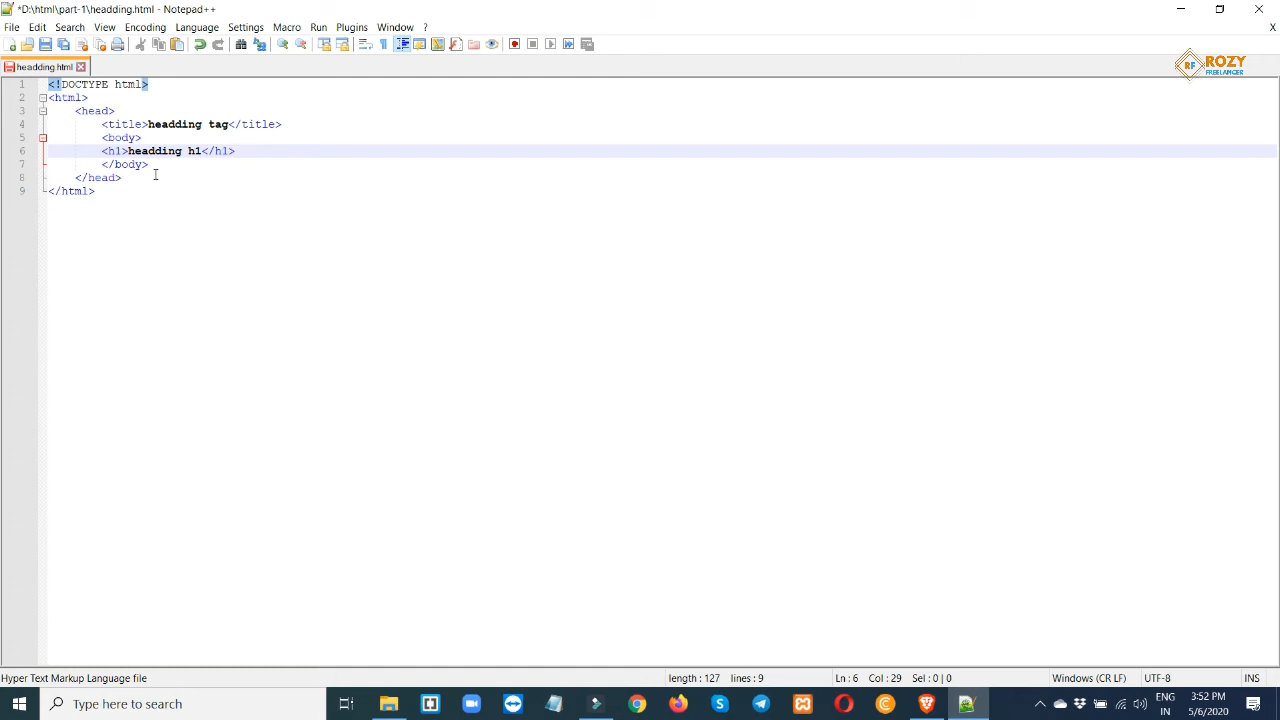 *D:\html\part-1\headding.html - Notepad++
File Edit Search View Encoding Language Settings Macro Run Plugins Window ? X
headding.html
RF ROZY
FREELANCER
1 <!DOCTYPE html>
2 <html>
3 <head>
4 <title>headding tag</title>
5 <body>
6 <h1>headding h1</h1>
7 </body>
8 </head>
9 </html>
Hyper Text Markup Language file length : 127 lines : 9 Ln : 6 Col : 29 Sel : 0 | 0 Windows (CR LF) UTF-8 INS
Type here to search
ENG
IN
3:52 PM
5/6/2020